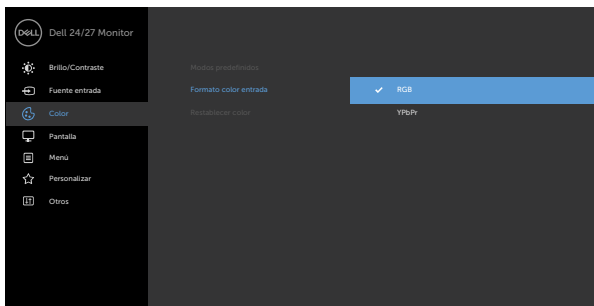 DELL
Dell 24/27 Monitor
Brillo/Contraste
Modos predefinidos
Fuente entrada
Formato color entrada
RGB
Color
Restablecer color
YPbPr
Pantalla
Menú
Personalizar
Otros